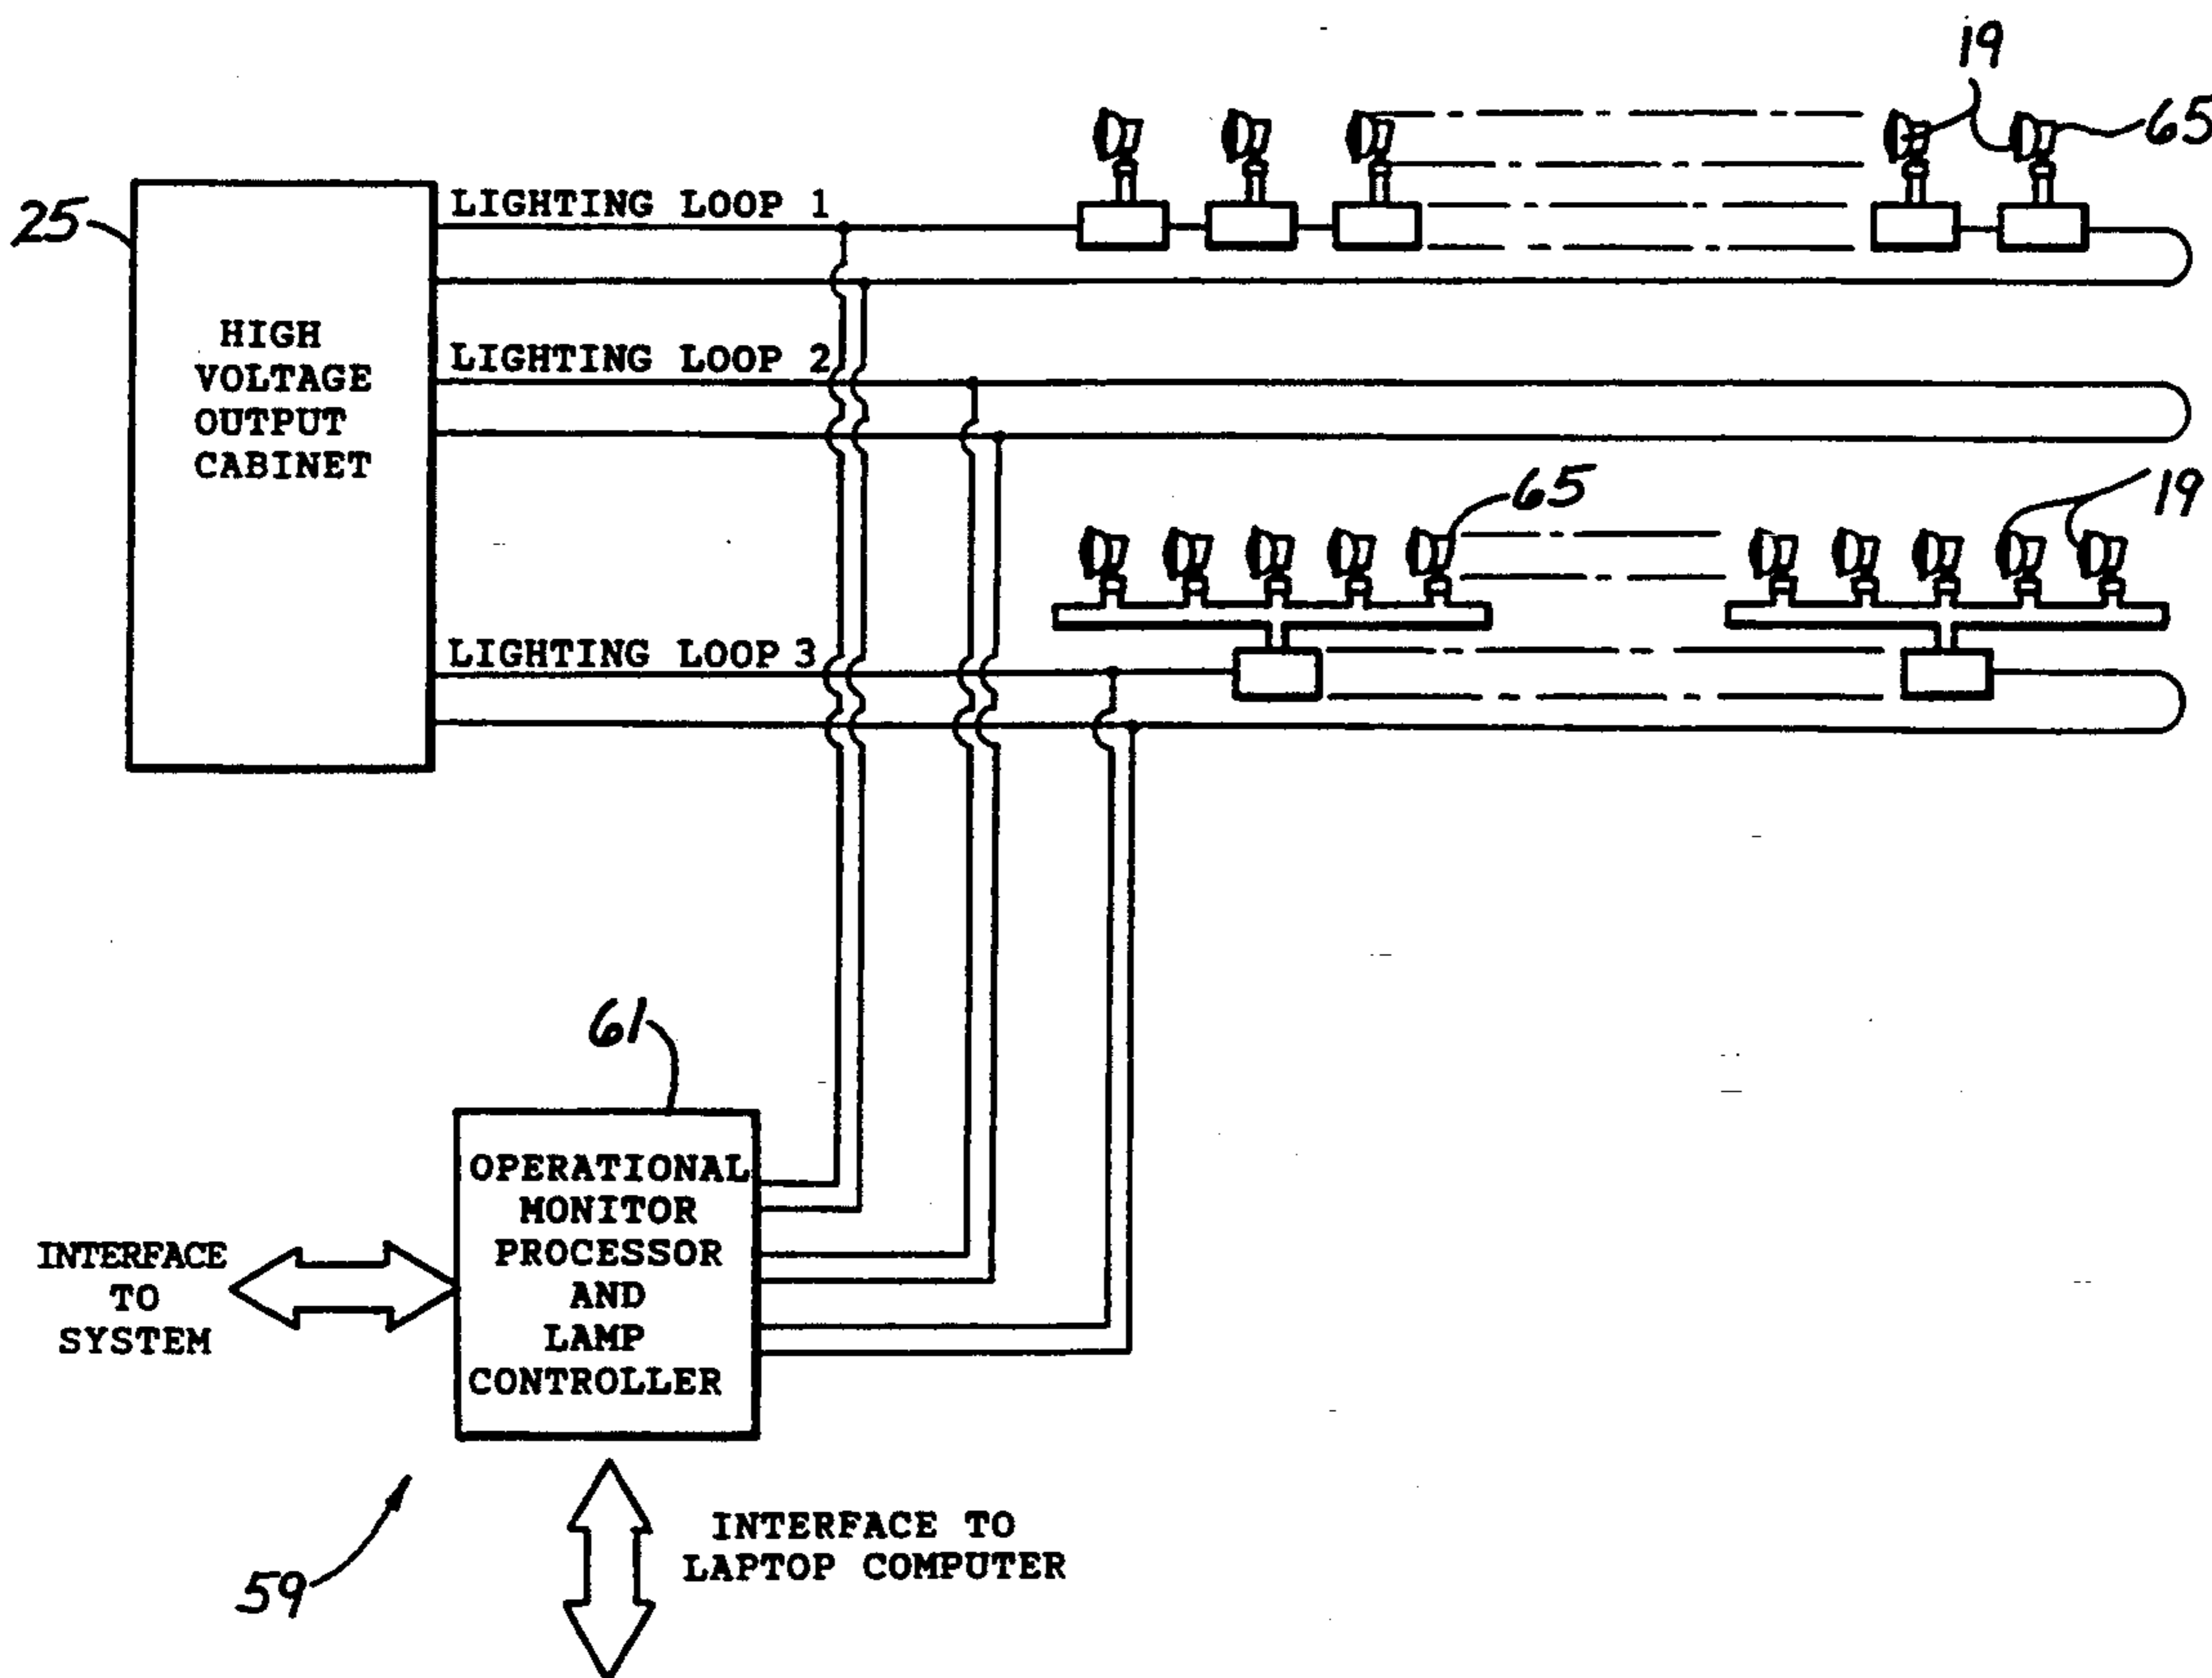 19
65
25
LIGHTING LOOP 1
HIGH
VOLTAGE
OUTPUT
CABINET
LIGHTING LOOP 2
65
19
LIGHTING LOOP 3
61
OPERATIONAL
MONITOR
PROCESSOR
AND
LAMP
CONTROLLER
INTERFACE
TO
SYSTEM
59
INTERFACE TO
LAPTOP COMPUTER